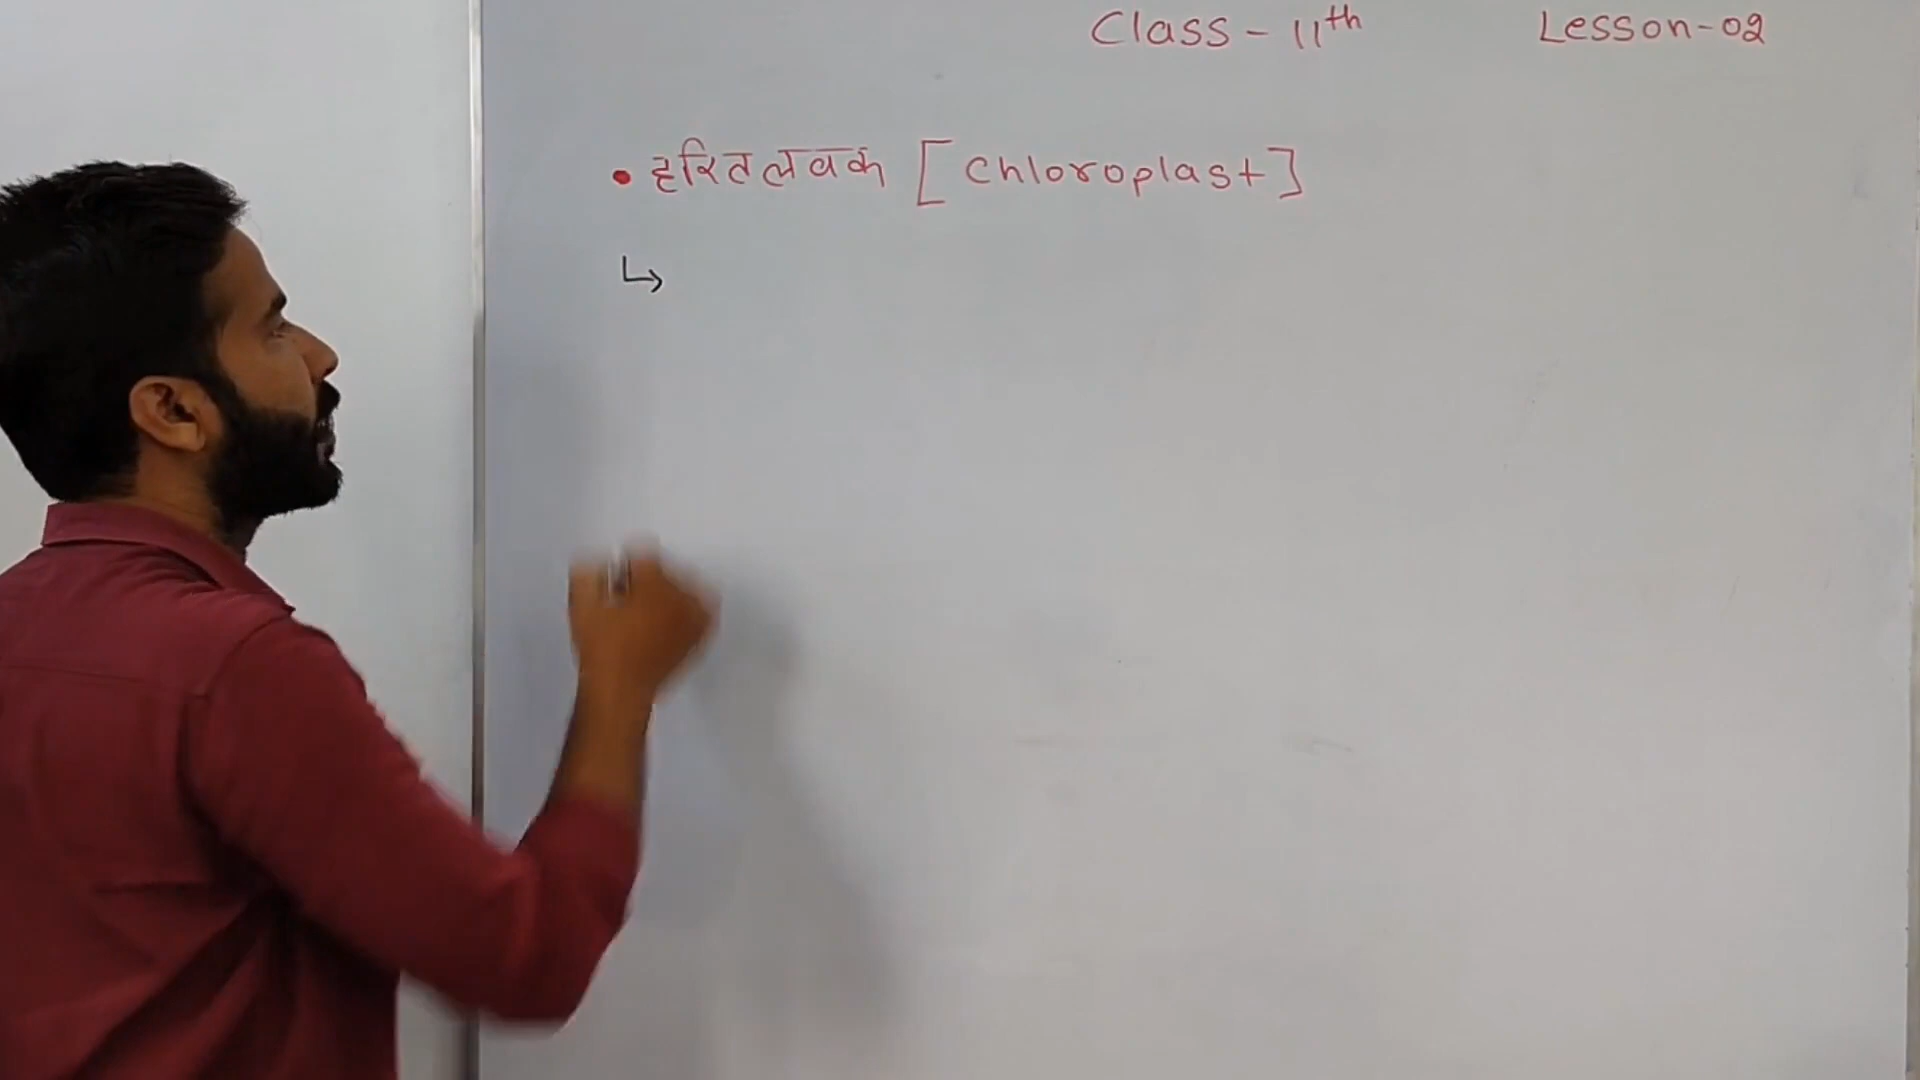 Class - 11th Lesson-02
• हरितलवक [Chloroplast]
↳